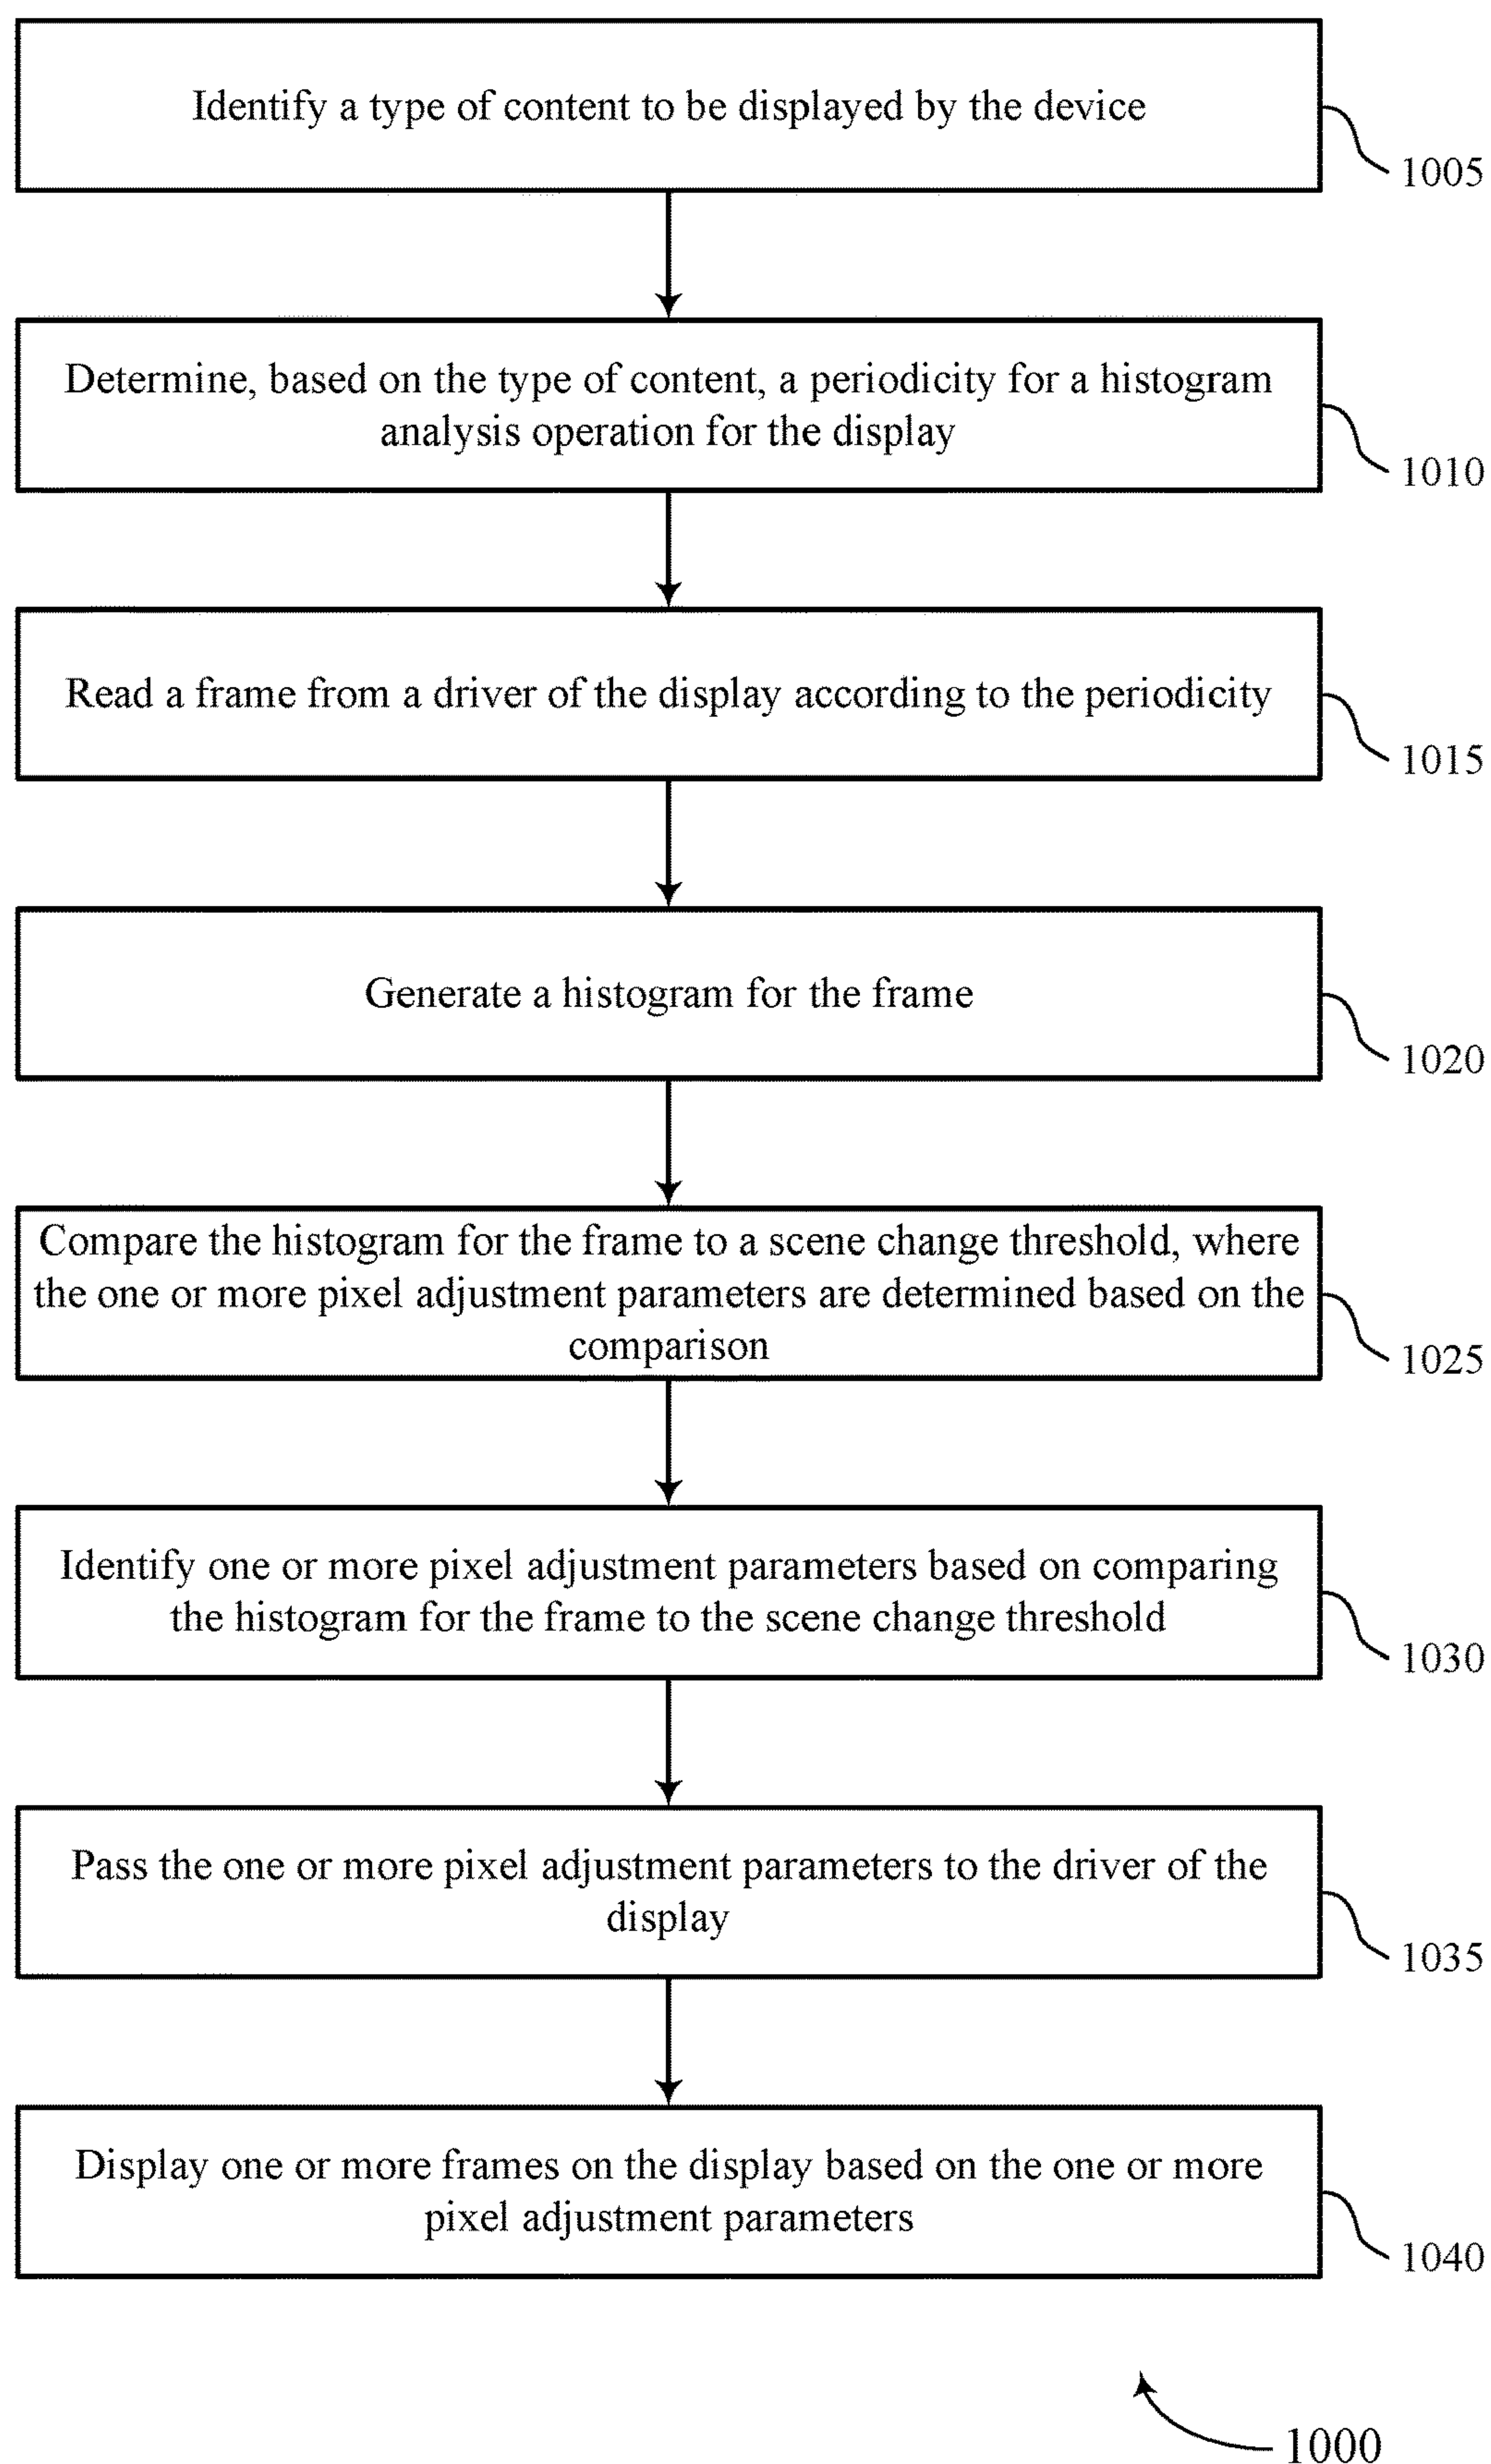 Identify a type of content to be displayed by the device
1005
Determine, based on the type of content, a periodicity for a histogram
analysis operation for the display
1010
Read a frame from a driver of the display according to the periodicity
1015
Generate a histogram for the frame
1020
Compare the histogram for the frame to a scene change threshold, where
the one or more pixel adjustment parameters are determined based on the
comparison
1025
Identify one or more pixel adjustment parameters based on comparing
the histogram for the frame to the scene change threshold
1030
Pass the one or more pixel adjustment parameters to the driver of the
display
1035
Display one or more frames on the display based on the one or more
pixel adjustment parameters
1040
1000